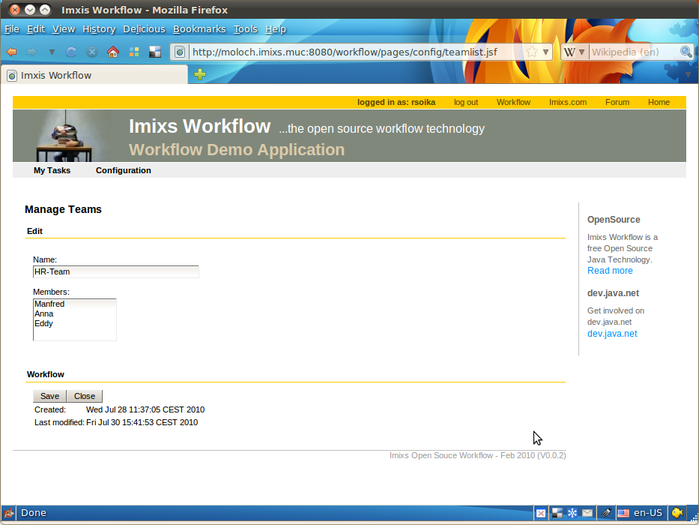 Imxis Workflow - Mozilla Firefox
File Edit View History Delicious Bookmarks Tools Help
http://moloch.imixs.muc:8080/workflow/pages/config/teamlist.jsf
W Wikipedia (en)
Imxis Workflow
logged in as: rsoika log out Workflow Imixs.com Forum Home
Imixs Workflow ...the open source workflow technology
Workflow Demo Application
My Tasks Configuration
Manage Teams
Edit
Name:
HR-Team
Members:
Manfred
Anna
Eddy
Workflow
Save Close
Created: Wed Jul 28 11:37:05 CEST 2010
Last modified: Fri Jul 30 15:41:53 CEST 2010
OpenSource
Imixs Workflow is a
free Open Source
Java Technology.
Read more
dev.java.net
Get involved on
dev.java.net
dev.java.net
Imixs Open Souce Workflow - Feb 2010 (V0.0.2)
Done
en-US